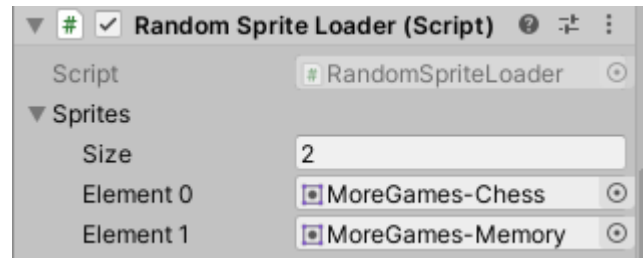 Random Sprite Loader (Script)
Script RandomSpriteLoader
Sprites
Size 2
Element 0 MoreGames-Chess
Element 1 MoreGames-Memory